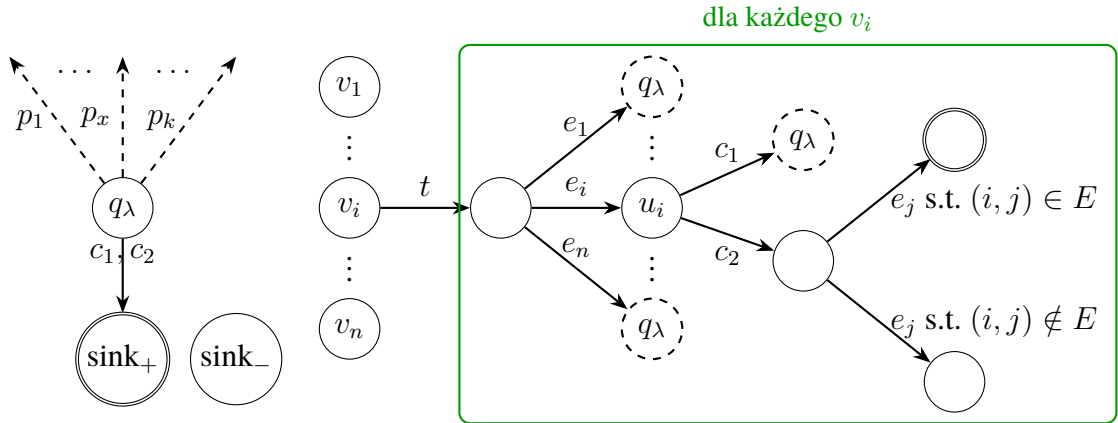 dla każdego v_i
p_1 ... p_x ... p_k
q_λ
c_1, c_2
sink_+
sink_−
v_1
⋮
v_i
⋮
v_n
t
e_1
e_i
e_n
q_λ
⋮
u_i
⋮
q_λ
c_1
c_2
q_λ
e_j s.t. (i, j) ∈ E
e_j s.t. (i, j) ∉ E